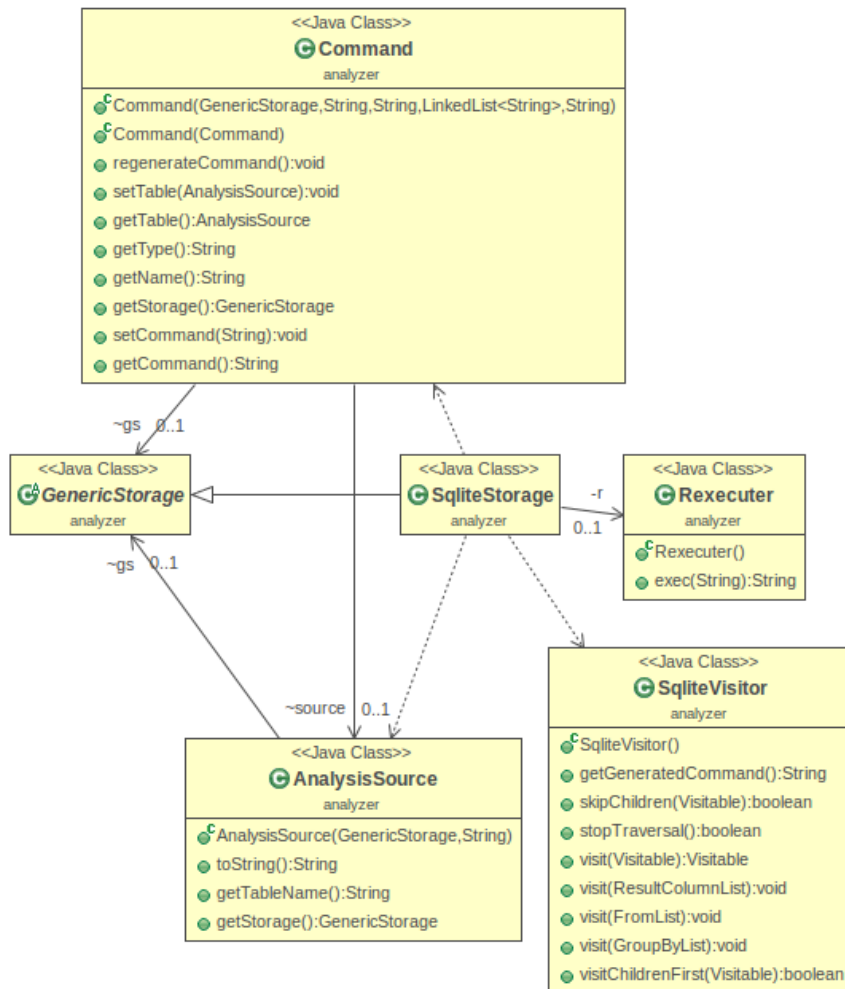 <<Java Class>>
Command
analyzer
Command(GenericStorage,String,String,LinkedList<String>,String)
Command(Command)
regenerateCommand():void
setTable(AnalysisSource):void
getTable():AnalysisSource
getType():String
getName():String
getStorage():GenericStorage
setCommand(String):void
getCommand():String
~gs 0..1
<<Java Class>>
GenericStorage
analyzer
<<Java Class>>
SqliteStorage
analyzer
-r
0..1
<<Java Class>>
Rexecuter
analyzer
Rexecuter()
exec(String):String
~gs 0..1
~source 0..1
<<Java Class>>
AnalysisSource
analyzer
AnalysisSource(GenericStorage,String)
toString():String
getTableName():String
getStorage():GenericStorage
<<Java Class>>
SqliteVisitor
analyzer
SqliteVisitor()
getGeneratedCommand():String
skipChildren(Visitable):boolean
stopTraversal():boolean
visit(Visitable):Visitable
visit(ResultColumnList):void
visit(FromList):void
visit(GroupByList):void
visitChildrenFirst(Visitable):boolean